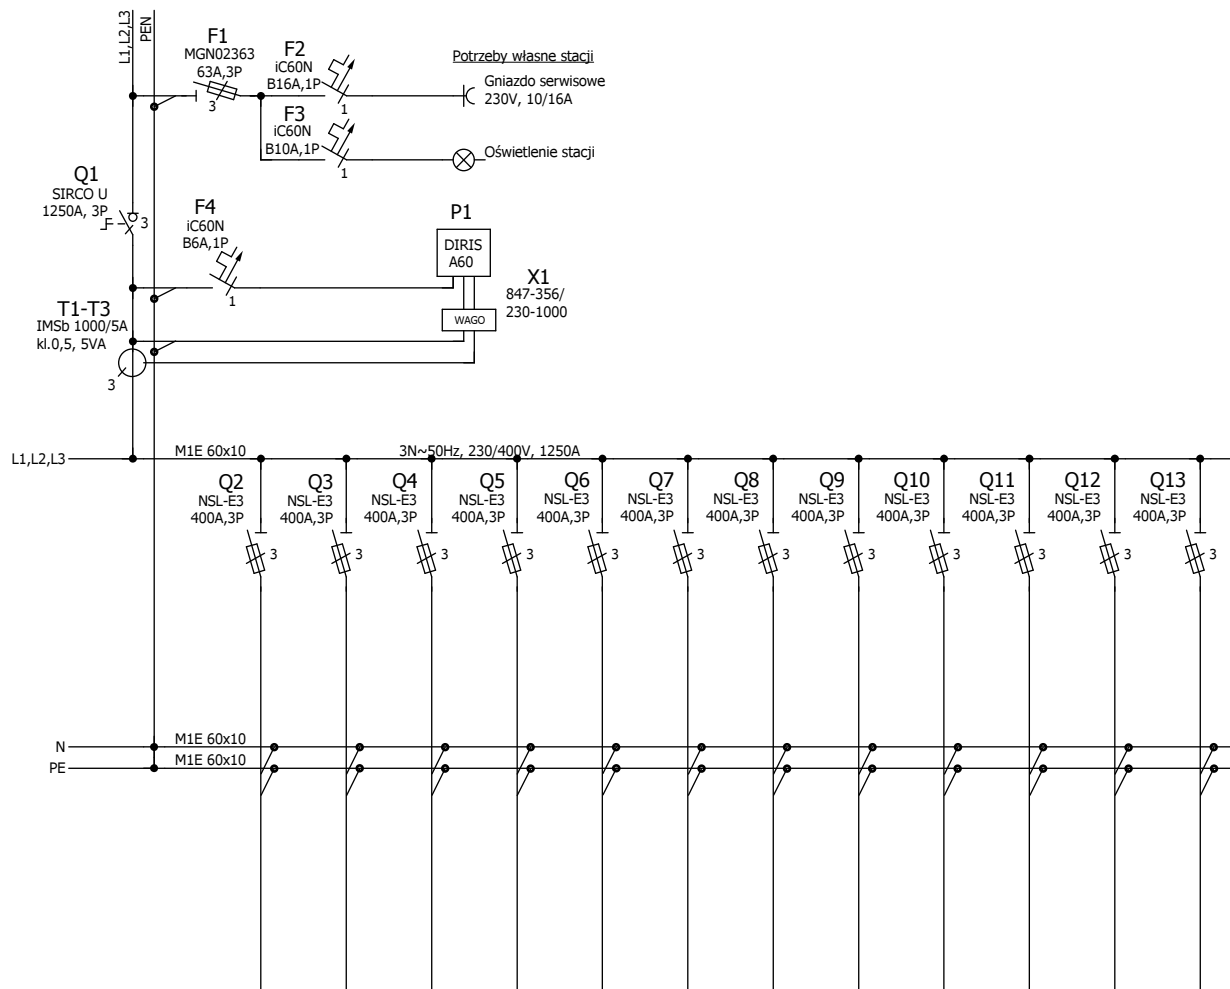 L1,L2,L3
PEN
F1
MGN02363
63A,3P
3
F2
iC60N
B16A,1P
1
Potrzeby własne stacji
Gniazdo serwisowe
230V, 10/16A
F3
iC60N
B10A,1P
1
Oświetlenie stacji
Q1
SIRCO U
1250A, 3P
3
F4
iC60N
B6A,1P
1
P1
DIRIS
A60
X1
847-356/
230-1000
WAGO
T1-T3
IMSb 1000/5A
kl.0,5, 5VA
3
L1,L2,L3
M1E 60x10
3N~50Hz, 230/400V, 1250A
Q2
NSL-E3
400A,3P
3
Q3
NSL-E3
400A,3P
3
Q4
NSL-E3
400A,3P
3
Q5
NSL-E3
400A,3P
3
Q6
NSL-E3
400A,3P
3
Q7
NSL-E3
400A,3P
3
Q8
NSL-E3
400A,3P
3
Q9
NSL-E3
400A,3P
3
Q10
NSL-E3
400A,3P
3
Q11
NSL-E3
400A,3P
3
Q12
NSL-E3
400A,3P
3
Q13
NSL-E3
400A,3P
3
N
M1E 60x10
PE
M1E 60x10